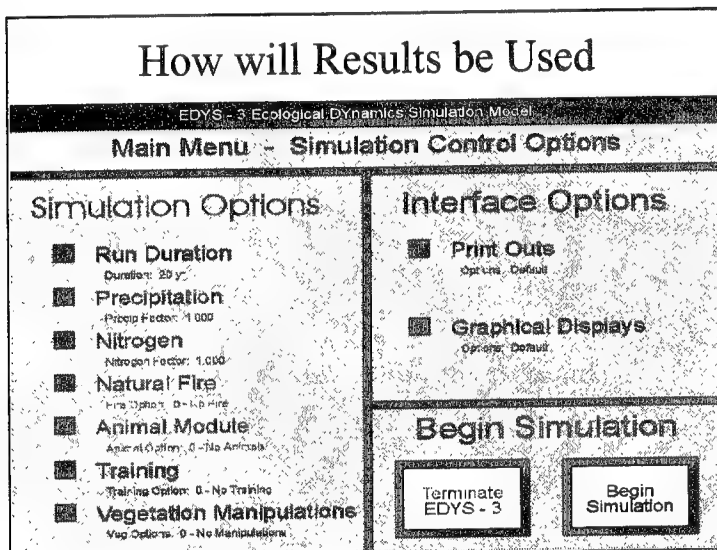 How will Results be Used
EDYS - 3 Ecological DYnamics Simulation Model
Main Menu - Simulation Control Options
Simulation Options
Run Duration
Duration: 20 yr
Precipitation
Precip Factor: 1.000
Nitrogen
Nitrogen Factor: 1.000
Natural Fire
Fire Option: 0 - No Fire
Animal Module
Animal Option: 0 - No Animals
Training
Training Option: 0 - No Training
Vegetation Manipulations
Veg Options: 0 - No Manipulations
Interface Options
Print Outs
Options: Default
Graphical Displays
Options: Default
Begin Simulation
Terminate
EDYS - 3
Begin
Simulation